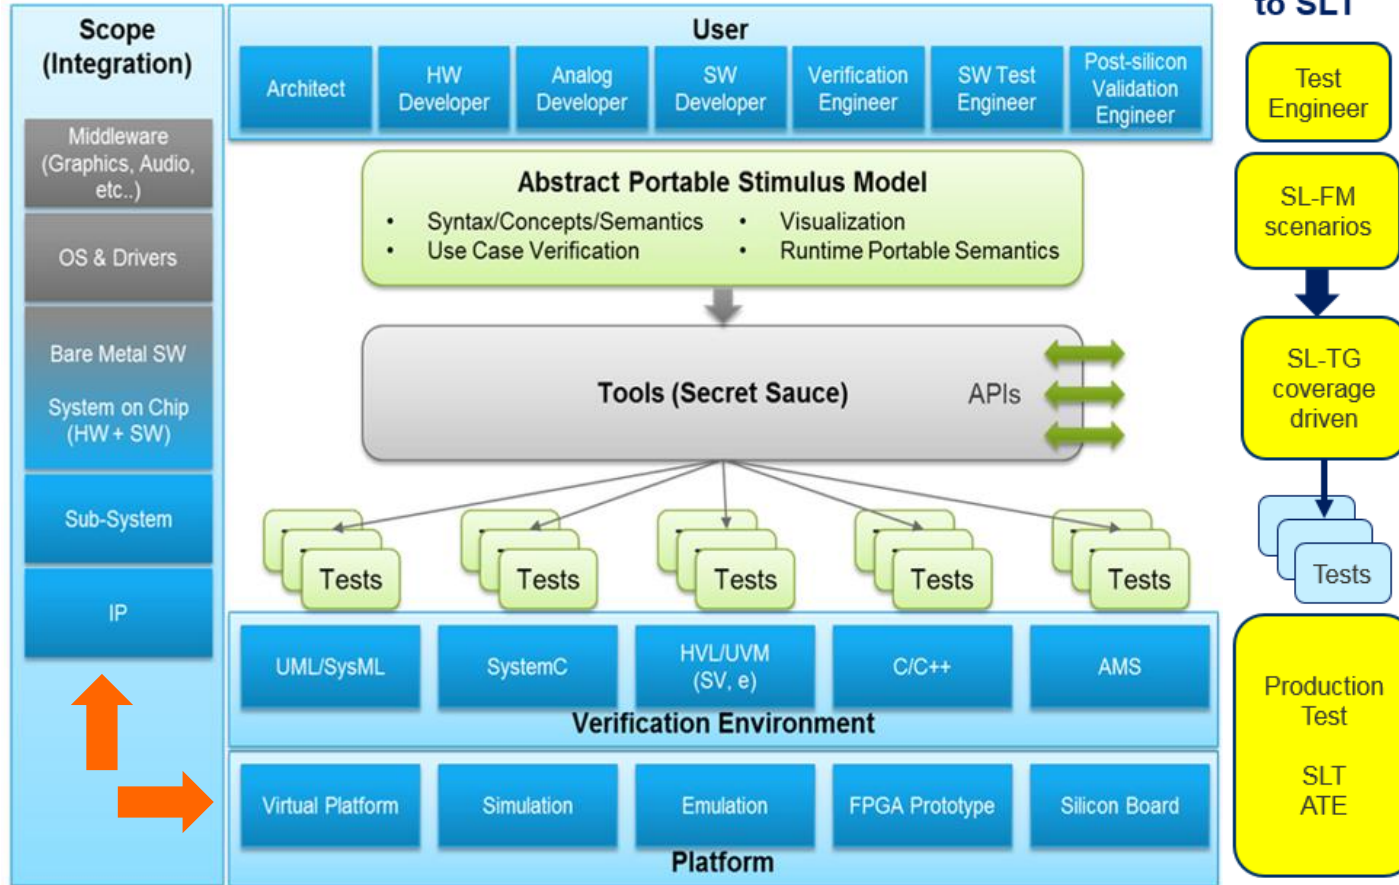 Scope
(Integration)
Middleware
(Graphics, Audio,
etc..)
OS & Drivers
Bare Metal SW
System on Chip
(HW + SW)
Sub-System
IP
User
Architect
HW
Developer
Analog
Developer
SW
Developer
Verification
Engineer
SW Test
Engineer
Post-silicon
Validation
Engineer
Abstract Portable Stimulus Model
• Syntax/Concepts/Semantics
• Use Case Verification
• Visualization
• Runtime Portable Semantics
Tools (Secret Sauce)
APIs
Tests
Tests
Tests
Tests
Tests
UML/SysML
SystemC
HVL/UVM
(SV, e)
C/C++
AMS
Verification Environment
Virtual Platform
Simulation
Emulation
FPGA Prototype
Silicon Board
Platform
to SLT
Test
Engineer
SL-FM
scenarios
SL-TG
coverage
driven
Tests
Production
Test
SLT
ATE